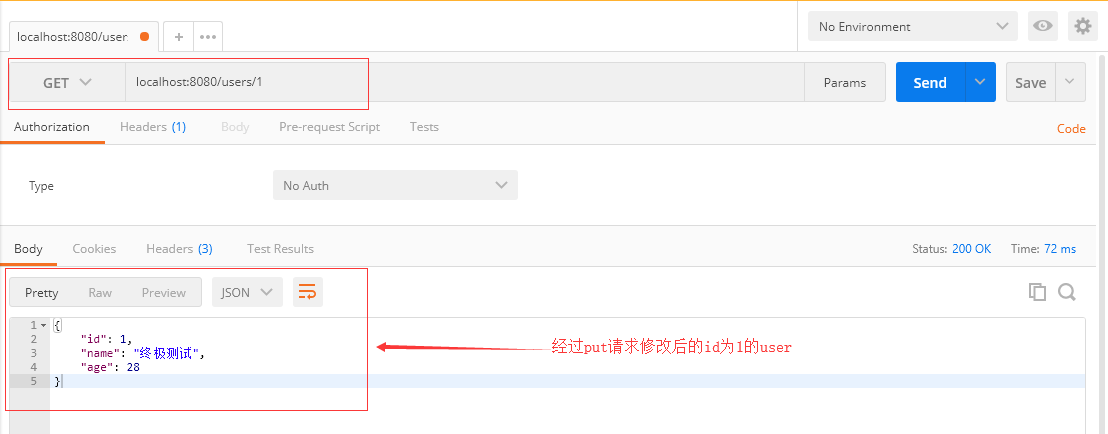 localhost:8080/user
+
•••
No Environment
GET
localhost:8080/users/1
Params
Send
Save
Authorization
Headers (1)
Body
Pre-request Script
Tests
Code
Type
No Auth
Body
Cookies
Headers (3)
Test Results
Status: 200 OK
Time: 72 ms
Pretty
Raw
Preview
JSON
1 {
2 "id": 1,
3 "name": "终极测试",
4 "age": 28
5 }
经过put请求修改后的id为1的user